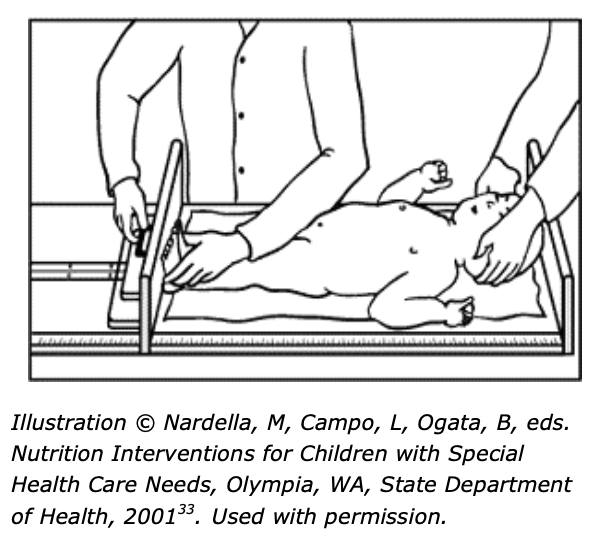 Illustration © Nardella, M, Campo, L, Ogata, B, eds.
Nutrition Interventions for Children with Special
Health Care Needs, Olympia, WA, State Department
of Health, 2001³³. Used with permission.